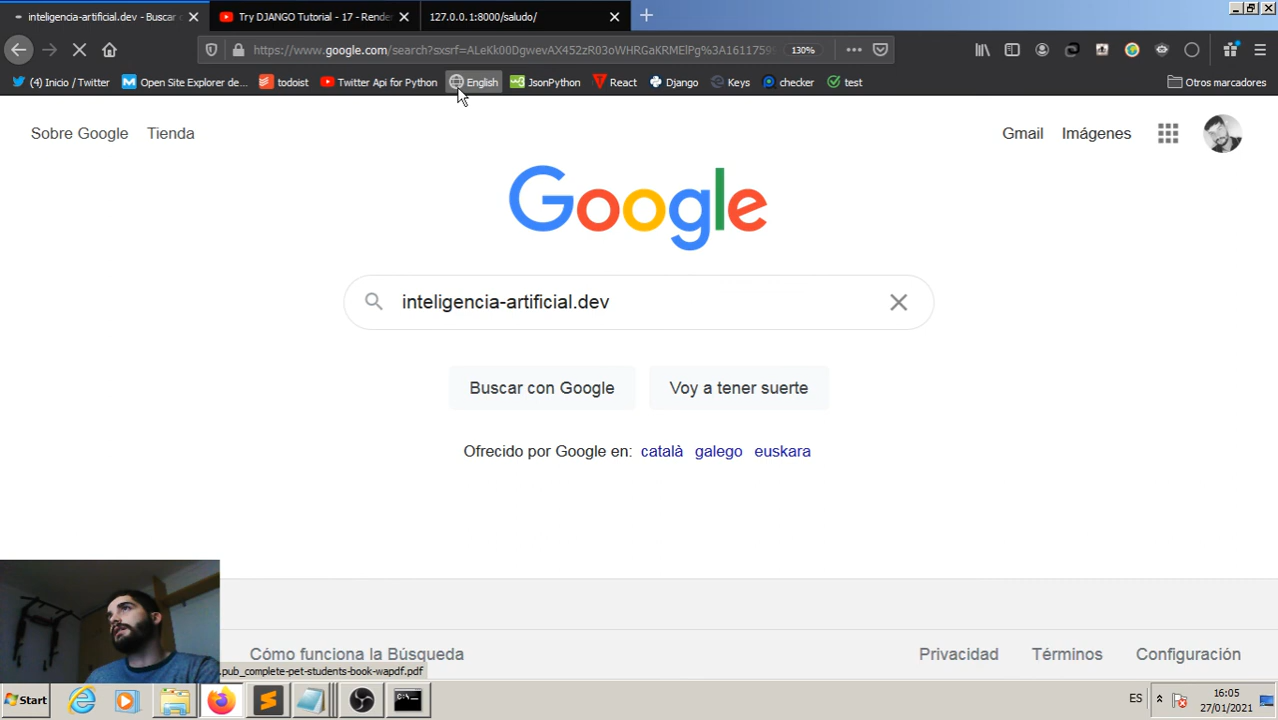 inteligencia-artificial.dev - Buscar c
Try DJANGO Tutorial - 17 - Render
127.0.0.1:8000/saludo/
https://www.google.com/search?sxsrf=ALeKk00DgwevAX452zR03oWHRGaKRMElPg%3A16117595
130%
(4) Inicio / Twitter
Open Site Explorer de...
todoist
Twitter Api for Python
English
JsonPython
React
Django
Keys
checker
test
Otros marcadores
Sobre Google
Tienda
Gmail
Imágenes
Google
inteligencia-artificial.dev
Buscar con Google
Voy a tener suerte
Ofrecido por Google en: català galego euskara
Cómo funciona la Búsqueda
Privacidad
Términos
Configuración
pub_complete-pet-students-book-wapdf.pdf
Start
ES
16:05
27/01/2021